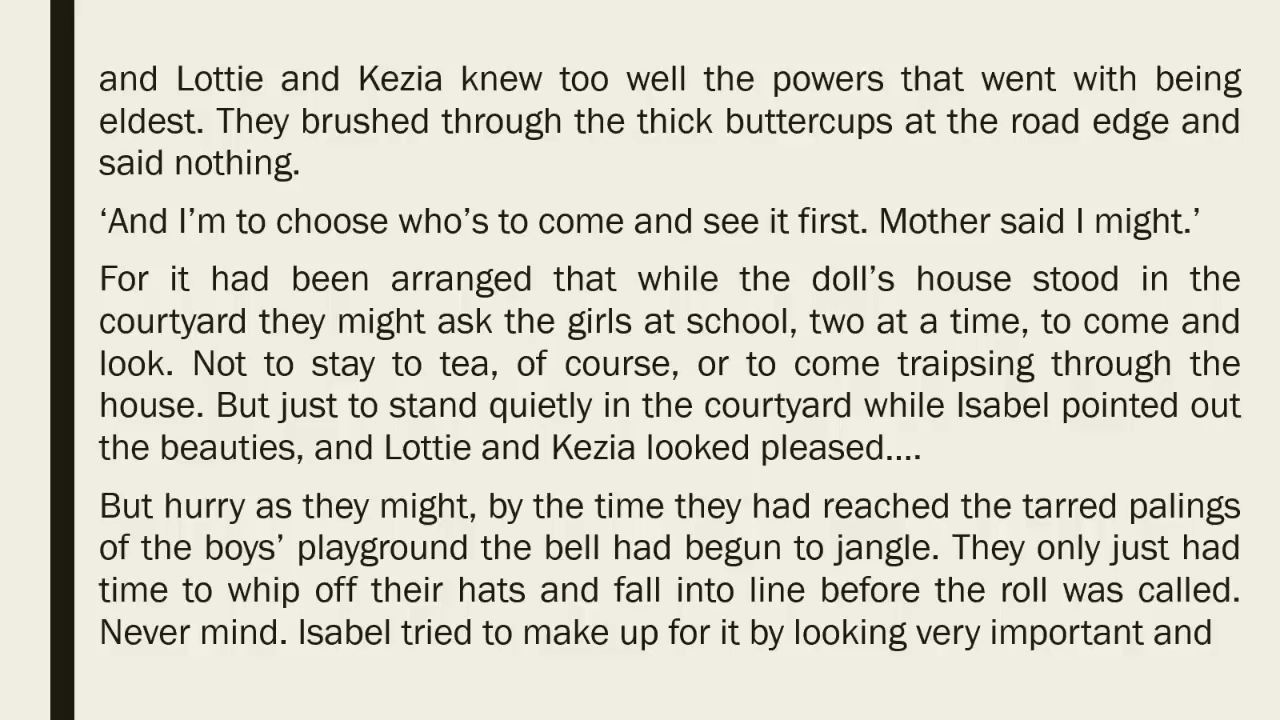 and Lottie and Kezia knew too well the powers that went with being
eldest. They brushed through the thick buttercups at the road edge and
said nothing.
‘And I’m to choose who’s to come and see it first. Mother said I might.’
For it had been arranged that while the doll’s house stood in the
courtyard they might ask the girls at school, two at a time, to come and
look. Not to stay to tea, of course, or to come traipsing through the
house. But just to stand quietly in the courtyard while Isabel pointed out
the beauties, and Lottie and Kezia looked pleased....
But hurry as they might, by the time they had reached the tarred palings
of the boys’ playground the bell had begun to jangle. They only just had
time to whip off their hats and fall into line before the roll was called.
Never mind. Isabel tried to make up for it by looking very important and